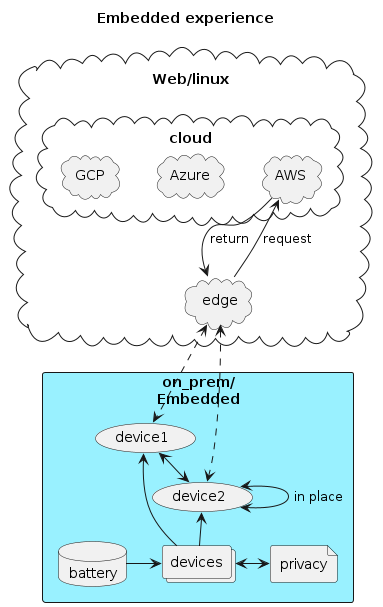 Embedded experience
Web/linux
cloud
GCP
Azure
AWS
return
request
edge
on_prem/
Embedded
device1
device2
in place
battery
devices
privacy